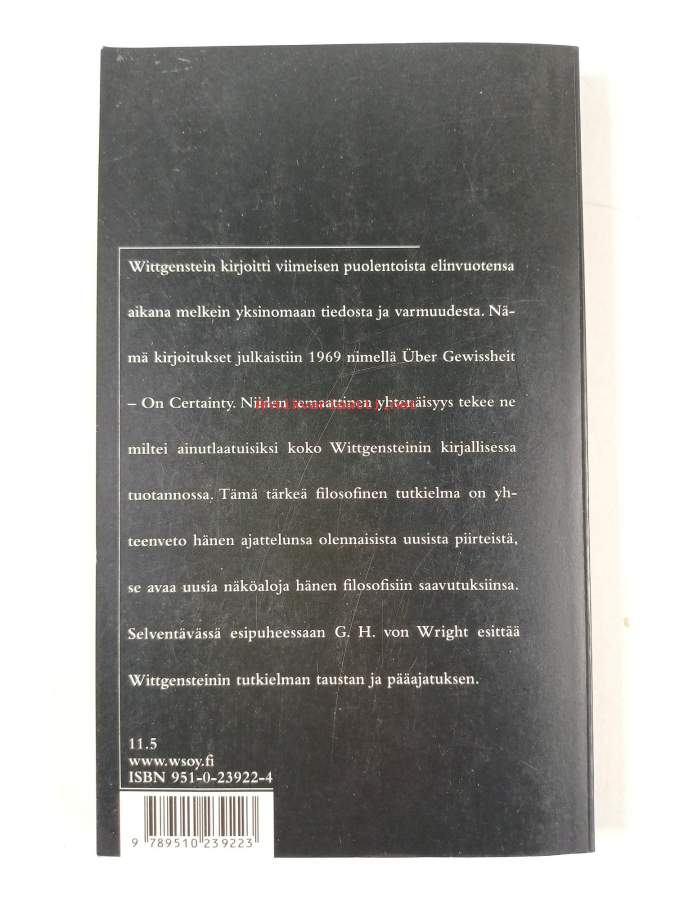 Wittgenstein kirjoitti viimeisen puolentoista elinvuotensa
aikana melkein yksinomaan tiedosta ja varmuudesta. Nä-
mä kirjoitukset julkaistiin 1969 nimellä Über Gewissheit
– On Certainty. Niiden temaattinen yhtenäisyys tekee ne
miltei ainutlaatuisiksi koko Wittgensteinin kirjallisessa
tuotannossa. Tämä tärkeä filosofinen tutkielma on yh-
teenveto hänen ajattelunsa olennaisista uusista piirteistä,
se avaa uusia näköaloja hänen filosofisiin saavutuksiinsa.
Selventävässä esipuheessaan G. H. von Wright esittää
Wittgensteinin tutkielman taustan ja pääajatuksen.
11.5
www.wsoy.fi
ISBN 951-0-23922-4
9 789510 239223